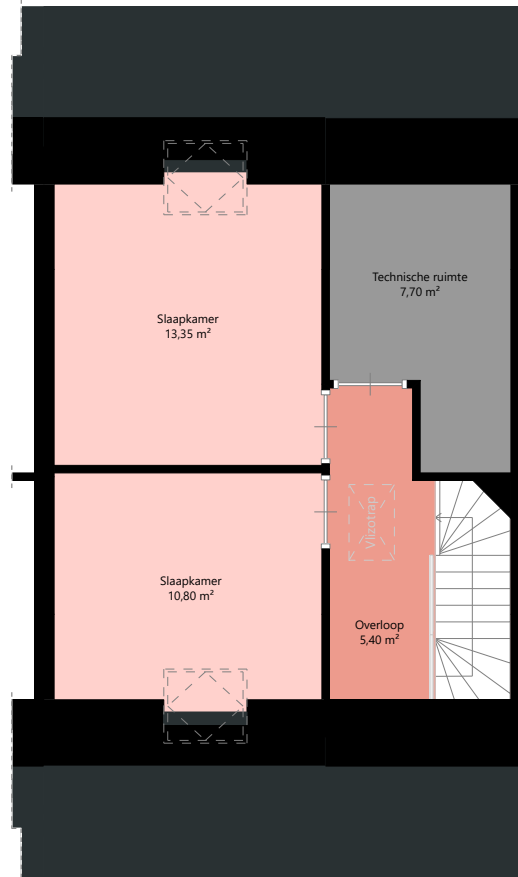 Technische ruimte
7,70 m²
Slaapkamer
13,35 m²
Vlizotrap
Slaapkamer
10,80 m²
Overloop
5,40 m²